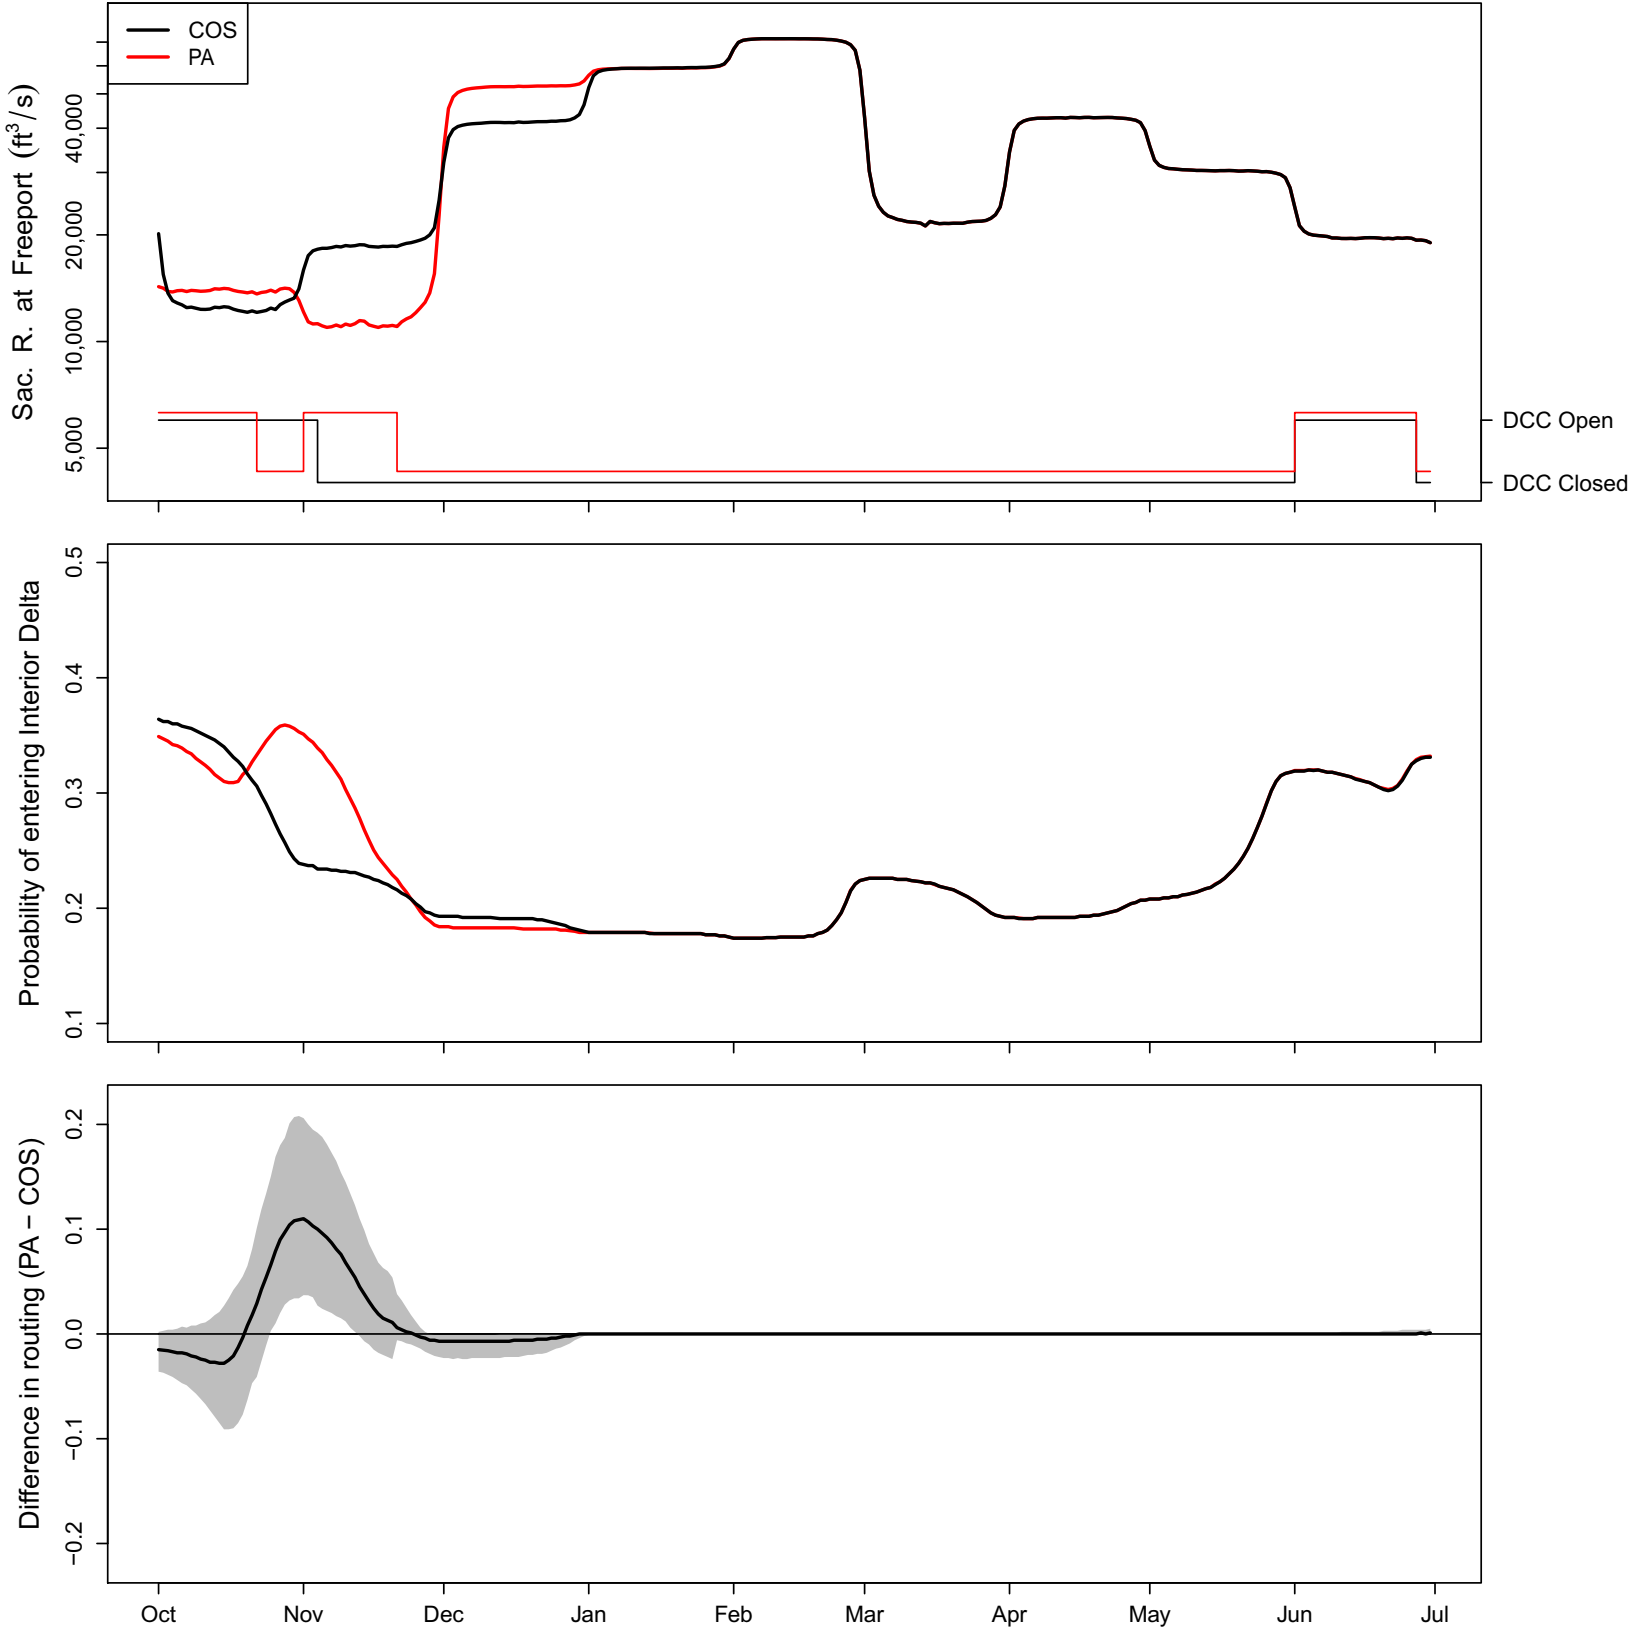 COS
PA
Sac. R. at Freeport (ft³/s)
40,000
20,000
10,000
5,000
DCC Open
DCC Closed
Probability of entering Interior Delta
0.5
0.4
0.3
0.2
0.1
Difference in routing (PA − COS)
0.2
0.1
0.0
−0.1
−0.2
Oct Nov Dec Jan Feb Mar Apr May Jun Jul